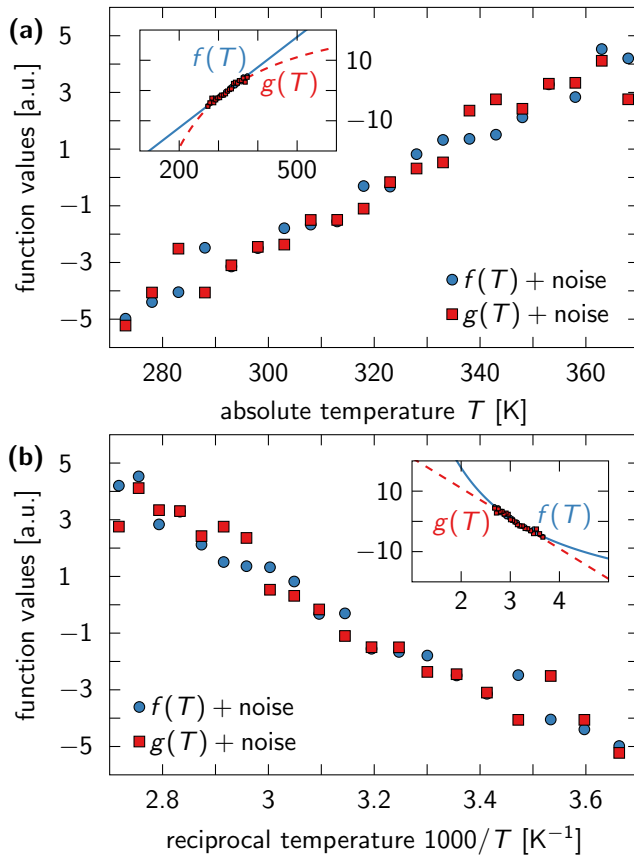 (a)
function values [a.u.]
5
3
1
−1
−3
−5
f(T)
g(T)
10
−10
200
500
f(T) + noise
g(T) + noise
280
300
320
340
360
absolute temperature T [K]
(b)
function values [a.u.]
5
3
1
−1
−3
−5
g(T)
f(T)
10
−10
2
3
4
f(T) + noise
g(T) + noise
2.8
3
3.2
3.4
3.6
reciprocal temperature 1000/T [K⁻¹]